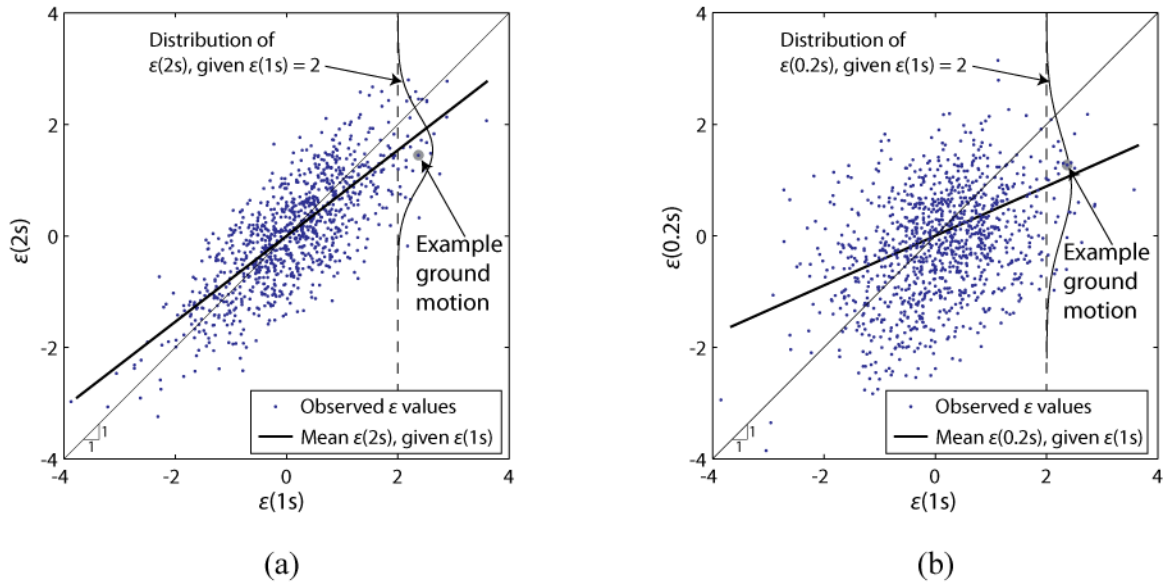 4
2
0
-2
-4
ε(2s)
Distribution of
ε(2s), given ε(1s) = 2
Example
ground
motion
Observed ε values
Mean ε(2s), given ε(1s)
1
1
-4
-2
0
2
4
ε(1s)
(a)
4
2
0
-2
-4
ε(0.2s)
Distribution of
ε(0.2s), given ε(1s) = 2
Example
ground
motion
Observed ε values
Mean ε(0.2s), given ε(1s)
1
1
-4
-2
0
2
4
ε(1s)
(b)